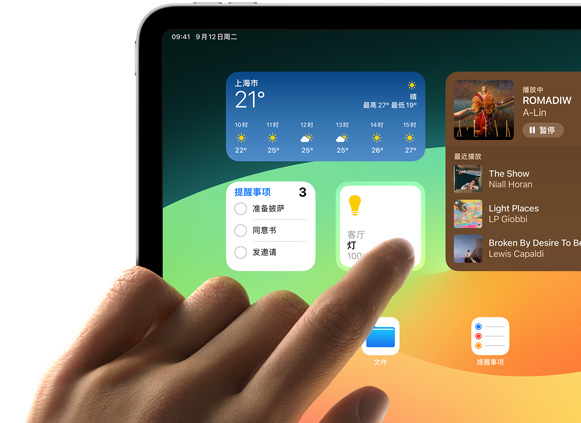 09:41 9月12日周二
上海市
21°
晴
最高27° 最低19°
10时 11时 12时 13时 14时 15时
22° 25° 25° 25° 26° 27°
提醒事项 3
准备披萨
同意书
发邀请
客厅
灯
100
播放中
ROMADIW
A-Lin
暂停
最近播放
The Show
Niall Horan
Light Places
LP Giobbi
Broken By Desire To Be
Lewis Capaldi
文件
提醒事项